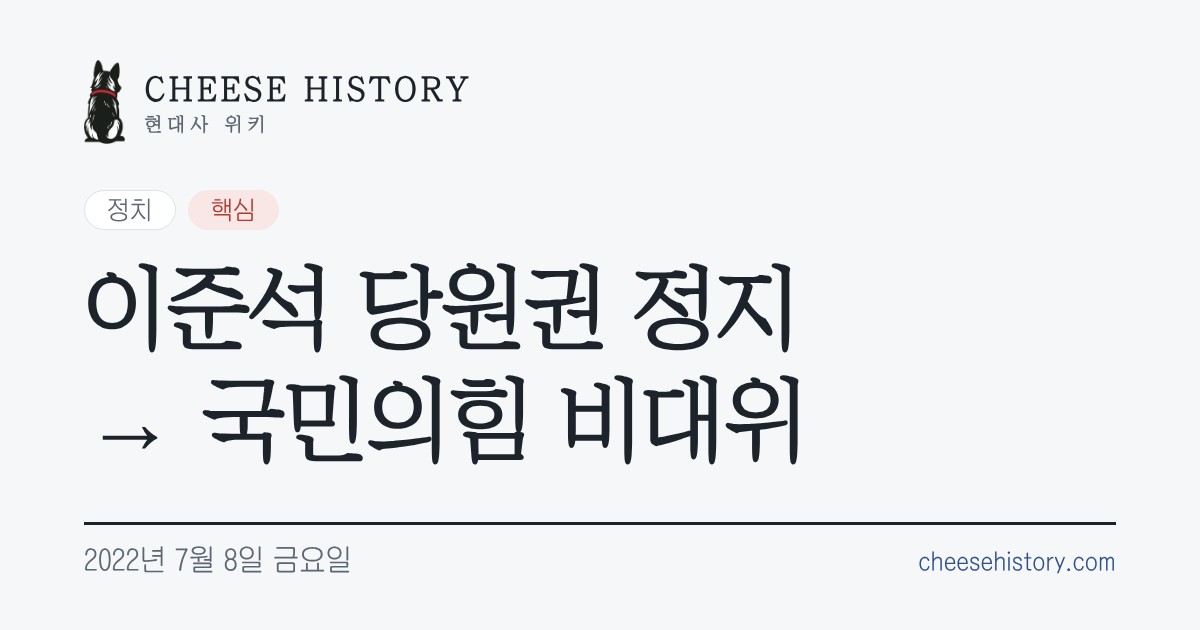 CHEESE HISTORY
현대사 위키
정치 핵심
이준석 당원권 정지
→ 국민의힘 비대위
2022년 7월 8일 금요일 cheesehistory.com